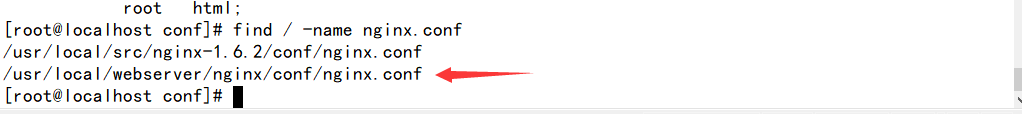 root   html;
[root@localhost conf]# find / -name nginx.conf
/usr/local/src/nginx-1.6.2/conf/nginx.conf
/usr/local/webserver/nginx/conf/nginx.conf
[root@localhost conf]#